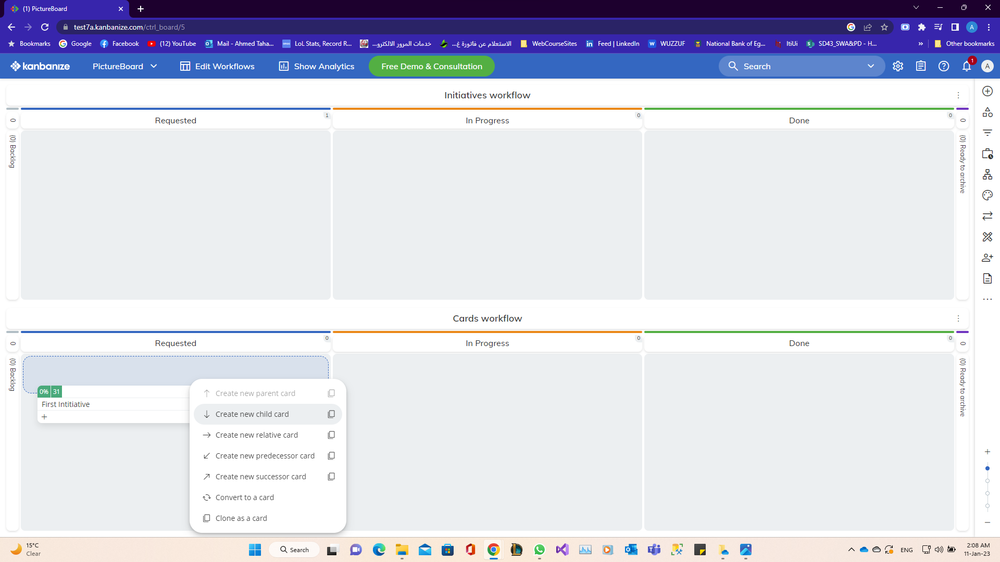 (1) PictureBoard
test7a.kanbanize.com/ctrl_board/5
Bookmarks Google Facebook (12) YouTube Mail - Ahmed Taha... LoL Stats, Record R... خدمات المرور الالكترو... الاستعلام عن فاتورة غ... WebCourseSites Feed | LinkedIn WUZZUF National Bank of Eg... ItiUi SD43_SWA&PD - H... » Other bookmarks
kanbanize PictureBoard Edit Workflows Show Analytics Free Demo & Consultation Search 1 A
Initiatives workflow
0 Requested 1 In Progress 0 Done 0 0
(0) Backlog
(0) Ready to archive
Cards workflow
0 Requested 0 In Progress 0 Done 0 0
(0) Backlog
(0) Ready to archive
0% 31
First Intitiative
Create new parent card
Create new child card
Create new relative card
Create new predecessor card
Create new successor card
Convert to a card
Clone as a card
15°C
Clear
Search
ENG
2:08 AM
11-Jan-23